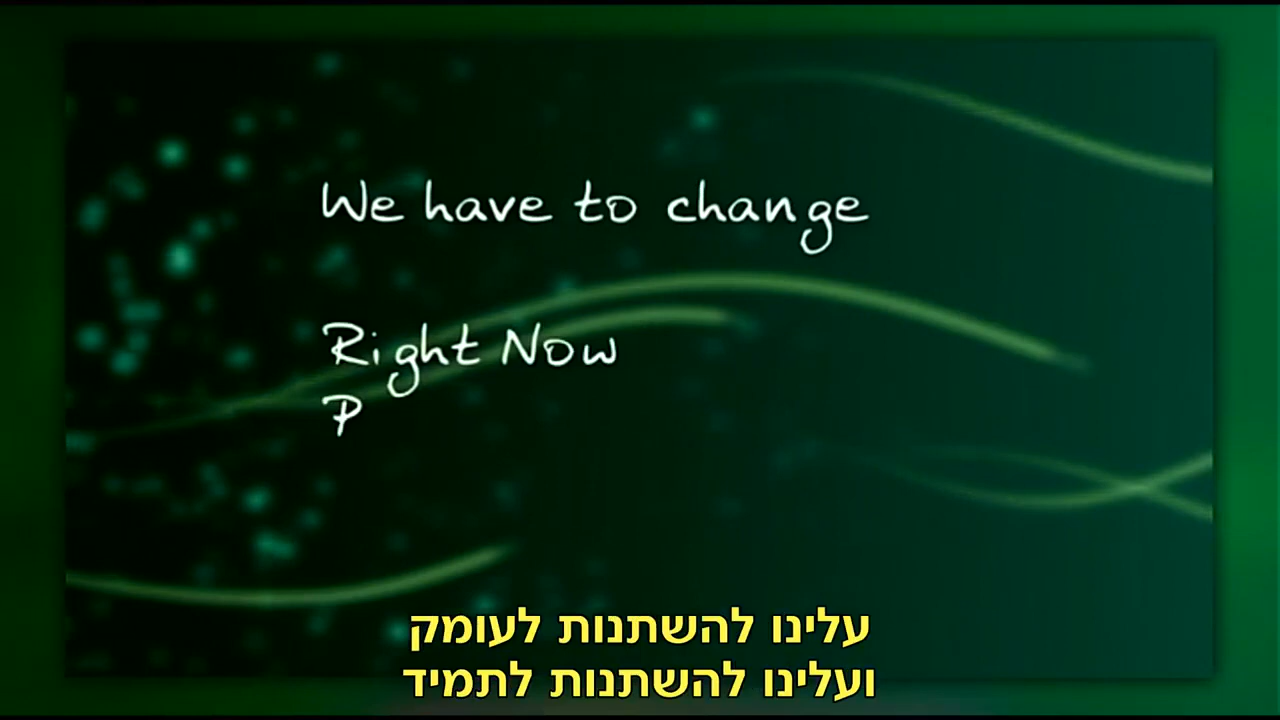 We have to change
Right Now
P
עלינו להשתנות לעומק
ועלינו להשתנות לתמיד